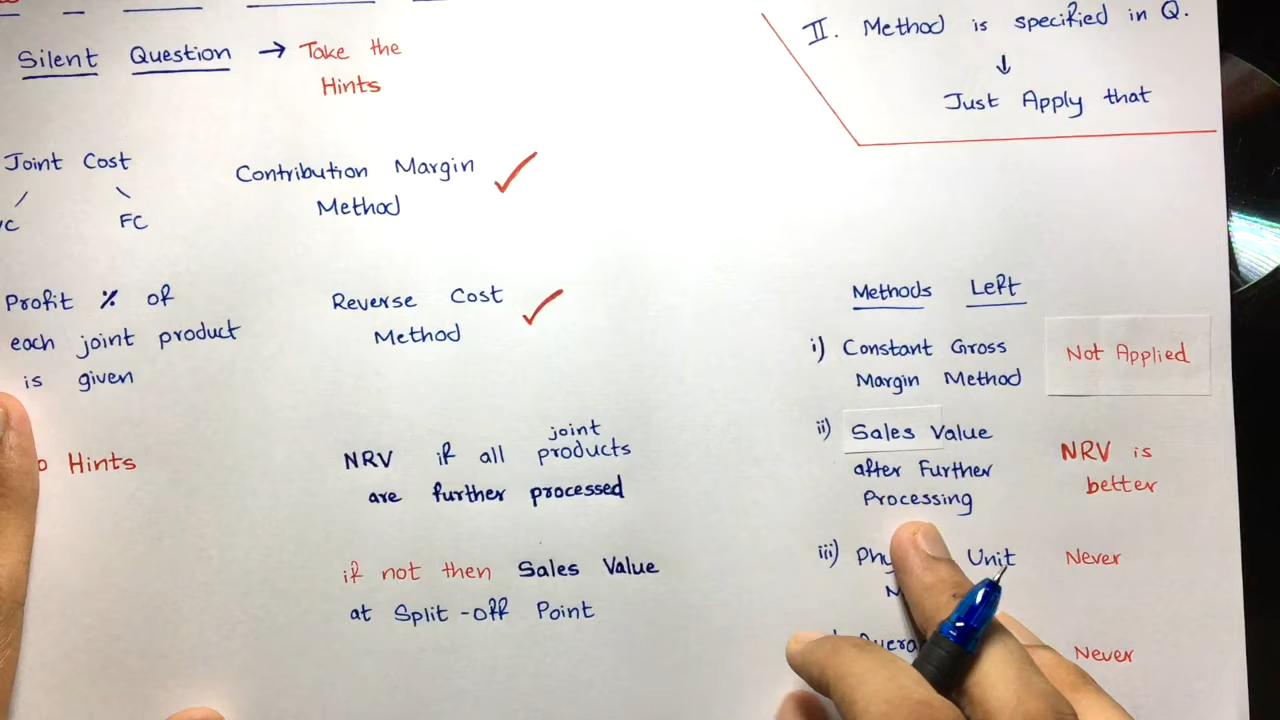 Silent Question → Take the
Hints
Joint Cost
FC
Contribution Margin
Method
Profit % of
each joint product
is given
Reverse Cost
Method
Hints
NRV if all joint products
are further processed
if not then Sales Value
at Split-off Point
II. Method is specified in Q.
↓
Just Apply that
Methods Left
i) Constant Gross
Margin Method
Not Applied
ii) Sales Value
after Further
Processing
NRV is
better
iii) Unit
Never
Never